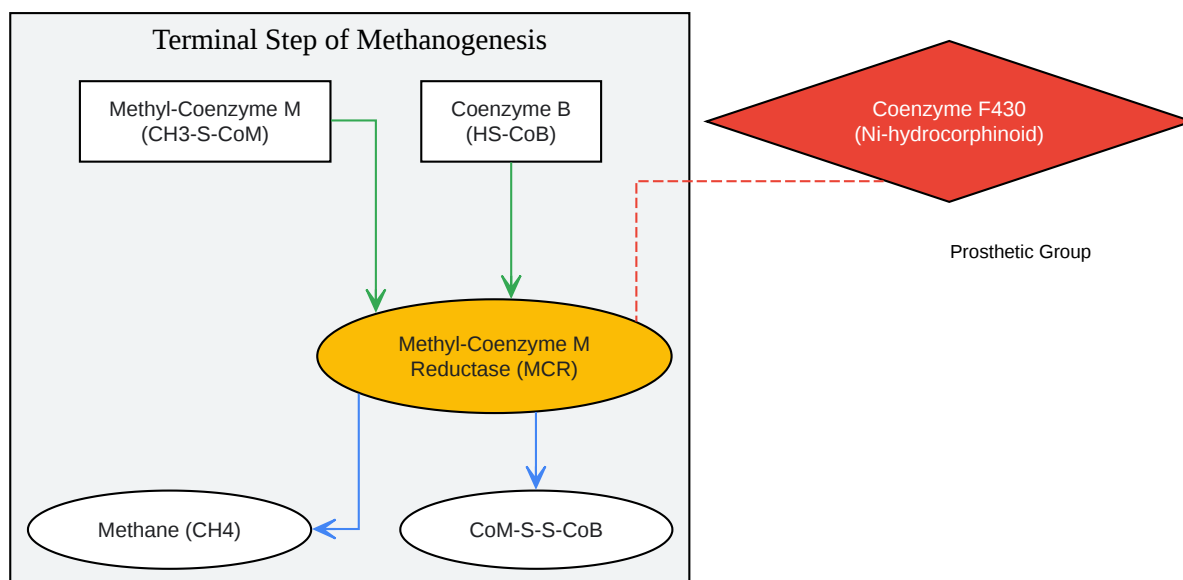 Terminal Step of Methanogenesis
Methyl-Coenzyme M
(CH3-S-CoM)
Coenzyme B
(HS-CoB)
Coenzyme F430
(Ni-hydrocorphinoid)
Prosthetic Group
Methyl-Coenzyme M
Reductase (MCR)
Methane (CH4)
CoM-S-S-CoB